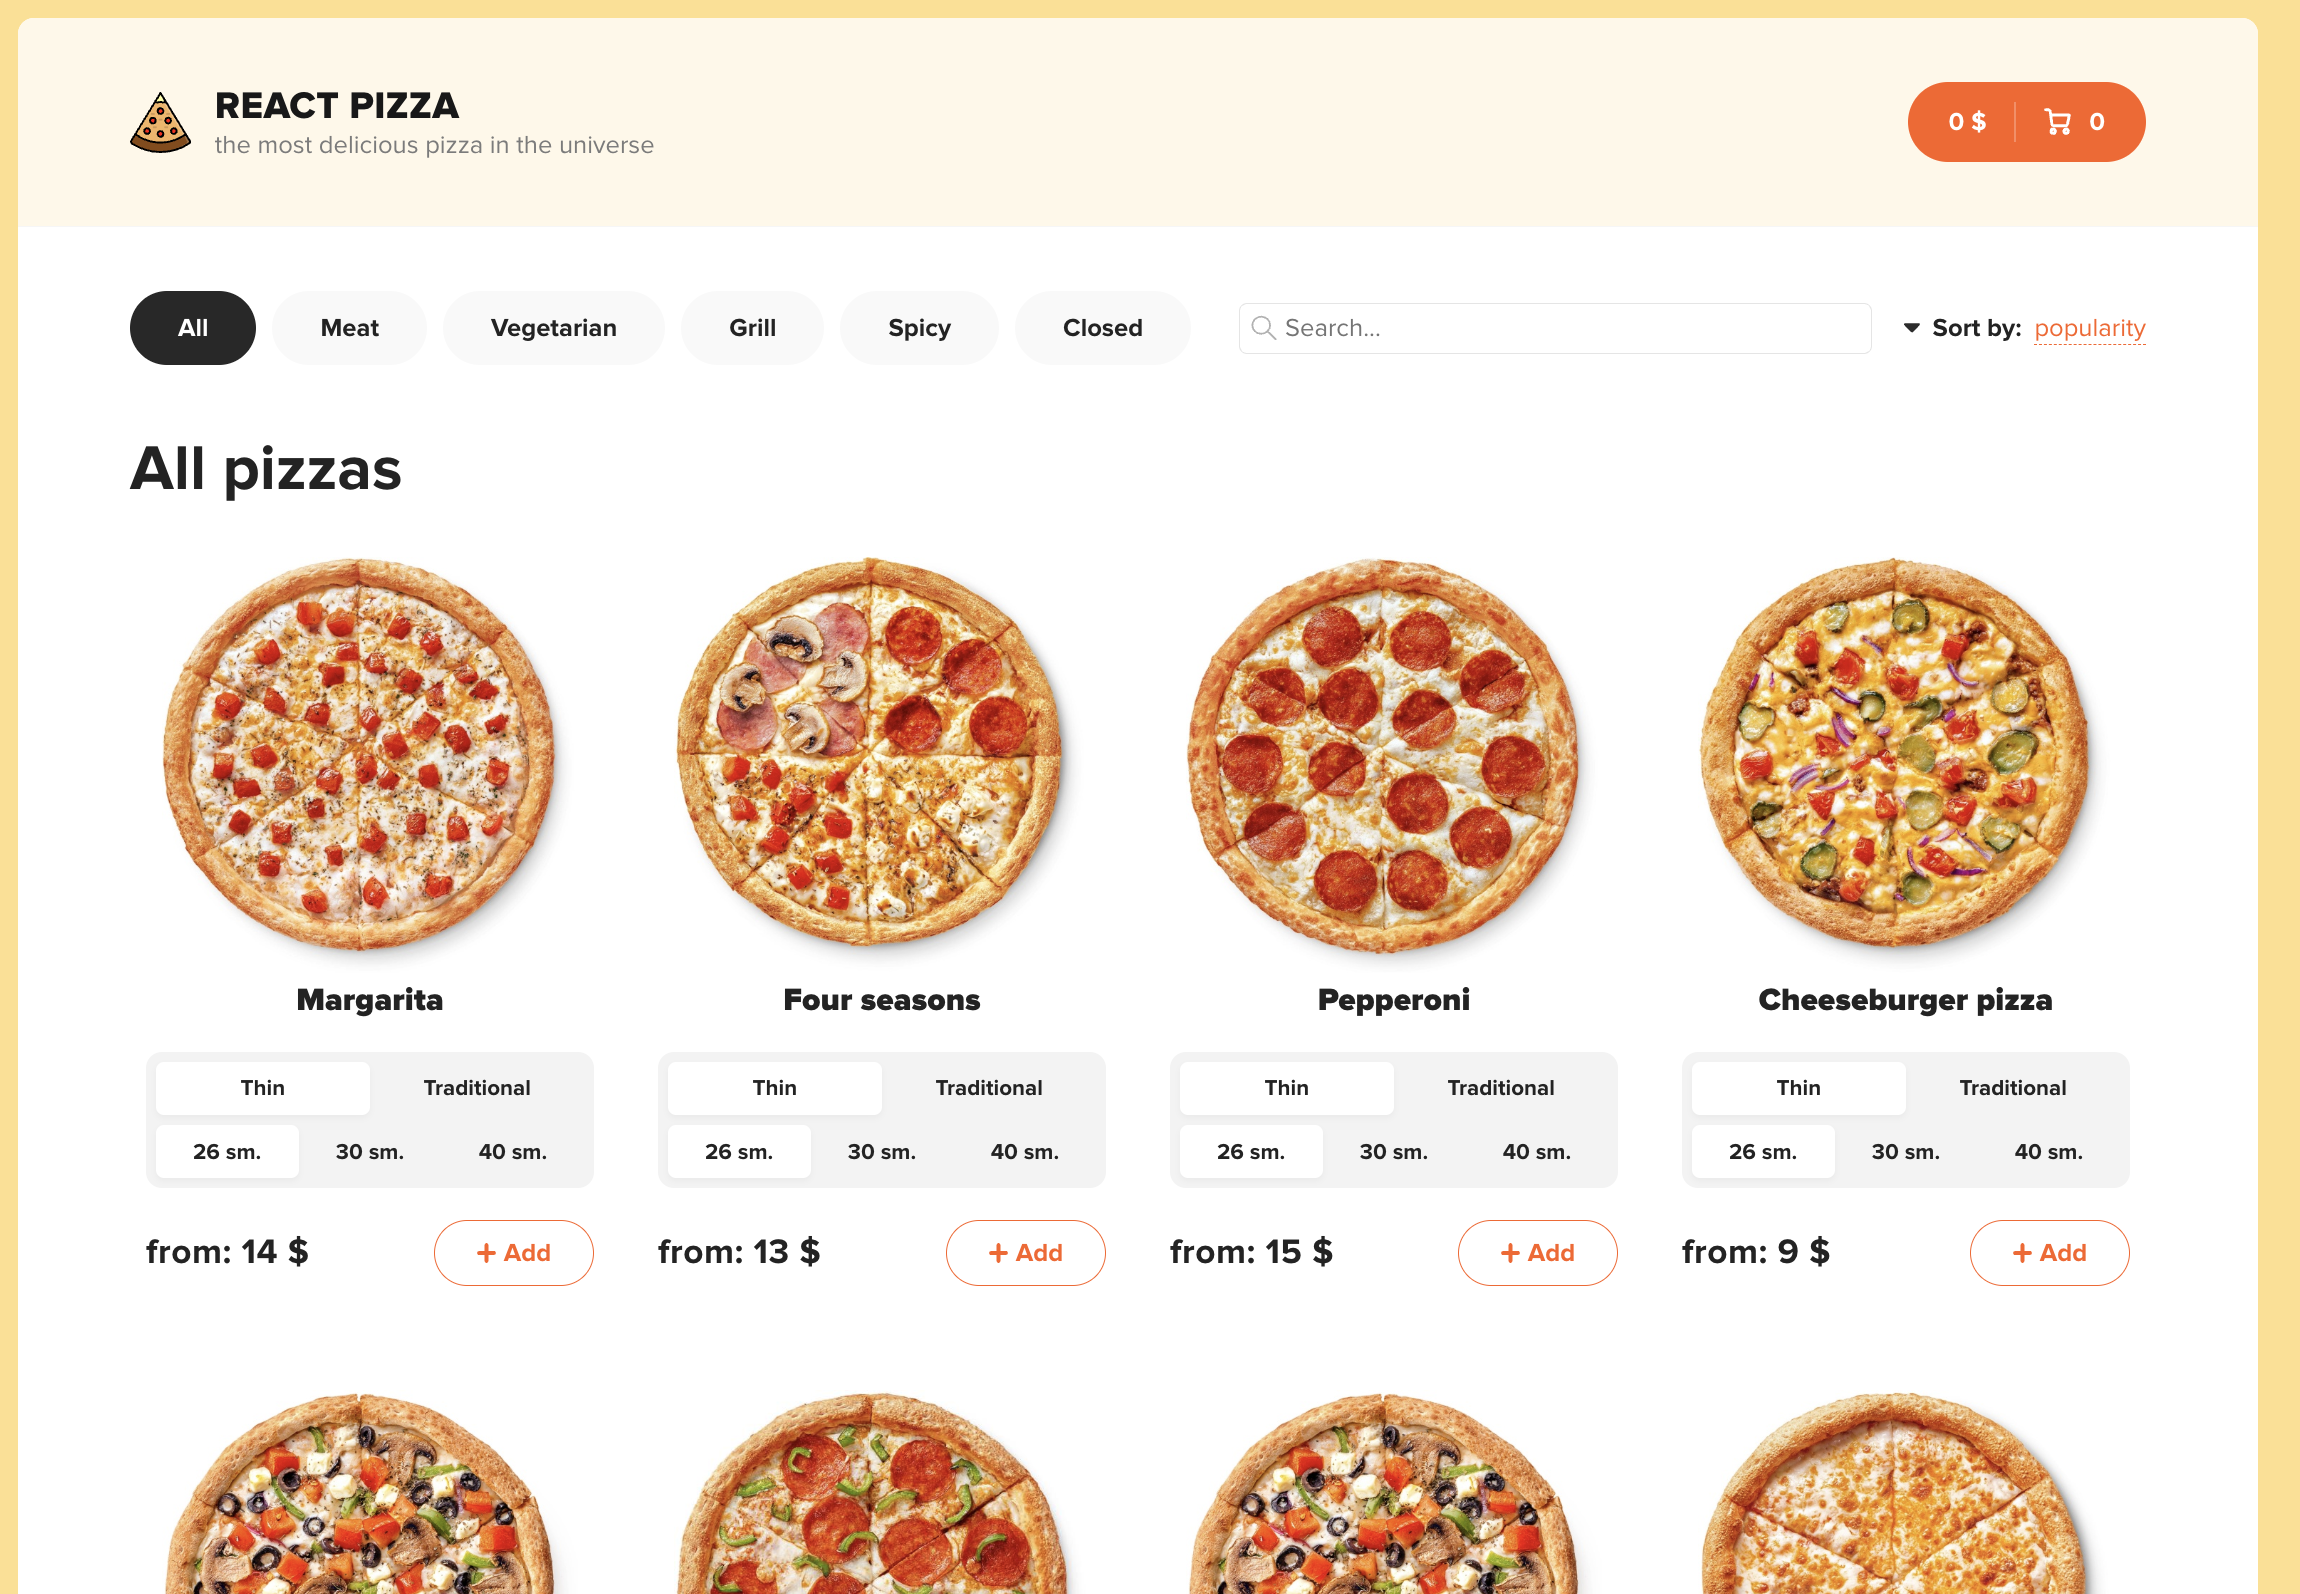 REACT PIZZA
the most delicious pizza in the universe
0 $ 0
All Meat Vegetarian Grill Spicy Closed Search... Sort by: popularity
All pizzas
Margarita Four seasons Pepperoni Cheeseburger pizza
Thin Traditional Thin Traditional Thin Traditional Thin Traditional
26 sm. 30 sm. 40 sm. 26 sm. 30 sm. 40 sm. 26 sm. 30 sm. 40 sm. 26 sm. 30 sm. 40 sm.
from: 14 $ + Add from: 13 $ + Add from: 15 $ + Add from: 9 $ + Add